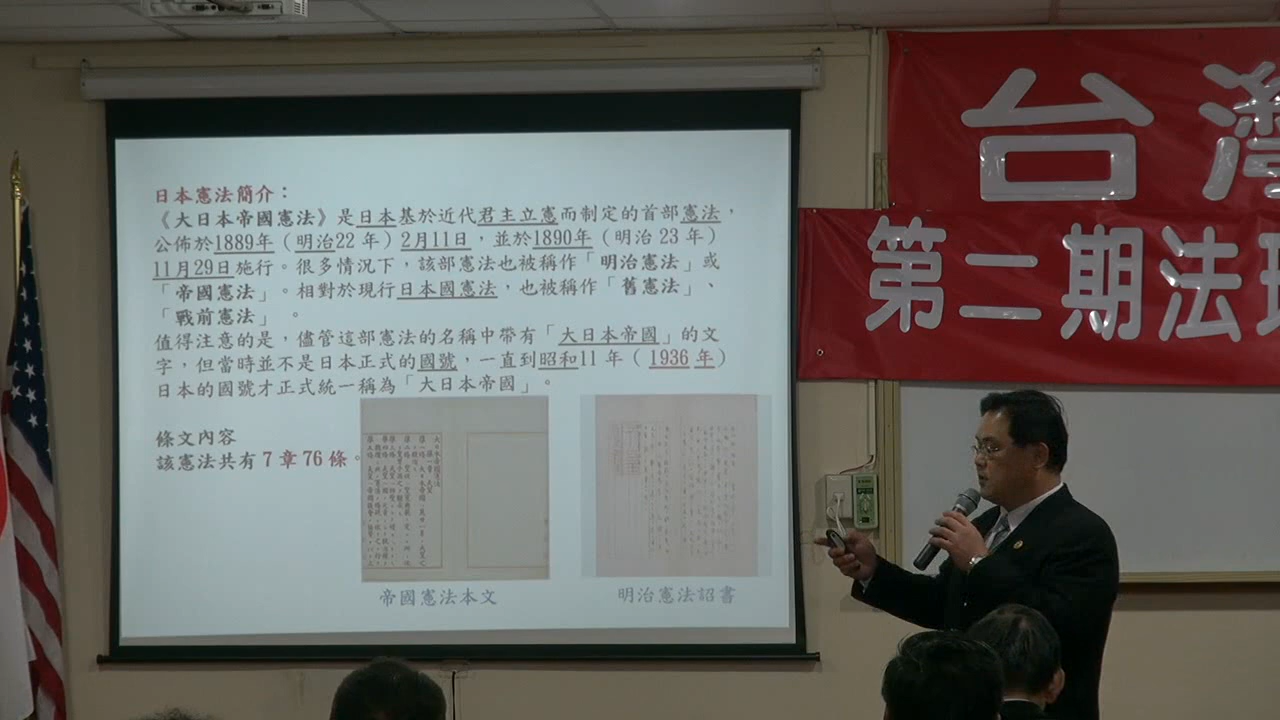 日本憲法簡介：
《大日本帝國憲法》是日本基於近代君主立憲而制定的首部憲法，
公佈於1889年（明治22年）2月11日，並於1890年（明治23年）
11月29日施行。很多情況下，該部憲法也被稱作「明治憲法」或
「帝國憲法」。相對於現行日本國憲法，也被稱作「舊憲法」、
「戰前憲法」。
值得注意的是，儘管這部憲法的名稱中帶有「大日本帝國」的文
字，但當時並不是日本正式的國號，一直到昭和11年（1936年）
日本的國號才正式統一稱為「大日本帝國」。
條文內容
該憲法共有7章76條。
帝國憲法本文
明治憲法詔書
台灣
第二期法理